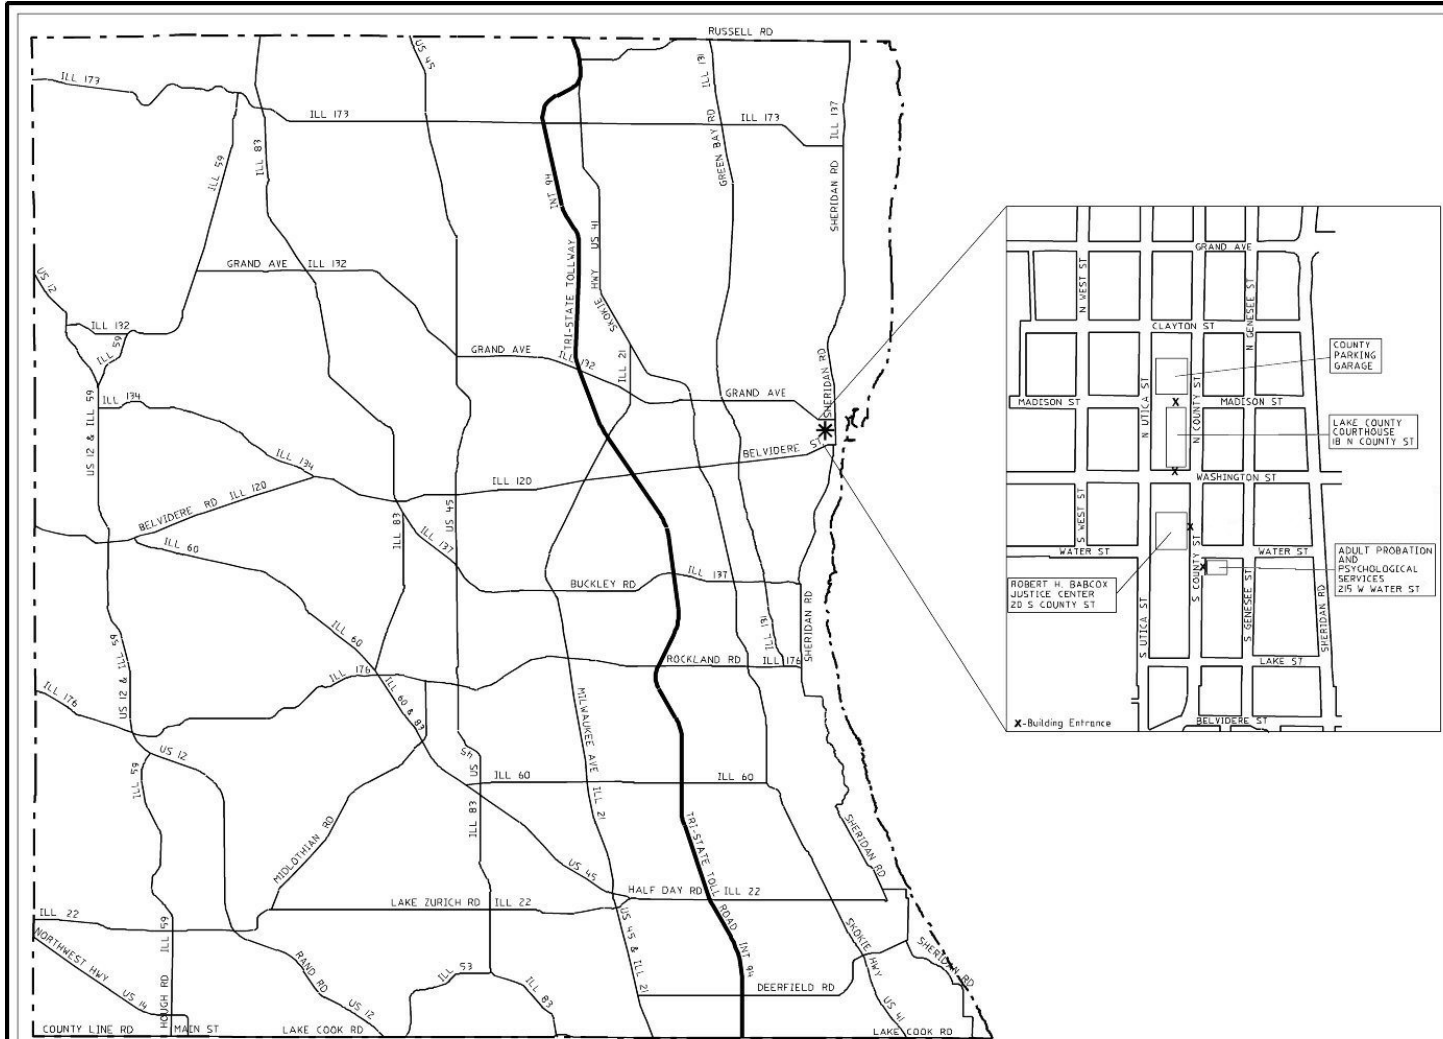 RUSSELL RD
US 45
ILL 131
ILL 173
ILL 173
ILL 173
ILL 137
ILL 83
ILL 59
GREEN BAY RD
SHERIDAN RD
INT 94
US 41
TRI-STATE TOLLWAY
SKOKIE HWY
US 12
GRAND AVE ILL 132
ILL 132
ILL 59
GRAND AVE
ILL 132
ILL 21
SHERIDAN RD
GRAND AVE
US 12 & ILL 59
ILL 134
ILL 134
BELVIDERE ST
ILL 120
BELVIDERE RD ILL 120
US 45
ILL 83
ILL 137
ILL 60
BUCKLEY RD
ILL 137
SHERIDAN RD
ILL 131
ILL 60
US 12 & ILL 59
ILL 176
ROCKLAND RD ILL 176
ILL 176
ILL 60 & 83
MILWAUKEE AVE ILL 21
US 12
US 45
ILL 60
ILL 60
ILL 59
ILL 83
MIDLOTHIAN RD
TRI-STATE TOLL ROAD INT 94
SHERIDAN RD
US 45
HALF DAY RD ILL 22
LAKE ZURICH RD ILL 22
ILL 22
US 45 & ILL 21
NORTHWEST HWY
US 14
HOUGH RD ILL 59
RAND RD
US 12
ILL 53
ILL 83
SKOKIE HWY
US 41
SHERIDAN RD
DEERFIELD RD
COUNTY LINE RD
MAIN ST
LAKE COOK RD
LAKE COOK RD
GRAND AVE
N WEST ST
N GENESEE ST
CLAYTON ST
COUNTY
PARKING
GARAGE
N UTICA ST
N COUNTY ST
X
MADISON ST
MADISON ST
LAKE COUNTY
COURTHOUSE
18 N COUNTY ST
X
WASHINGTON ST
S WEST ST
X
S COUNTY ST
WATER ST
WATER ST
X
ADULT PROBATION
AND
PSYCHOLOGICAL
SERVICES
215 W WATER ST
ROBERT H. BABCOX
JUSTICE CENTER
20 S COUNTY ST
S UTICA ST
S GENESEE ST
SHERIDAN RD
LAKE ST
BELVIDERE ST
X-Building Entrance